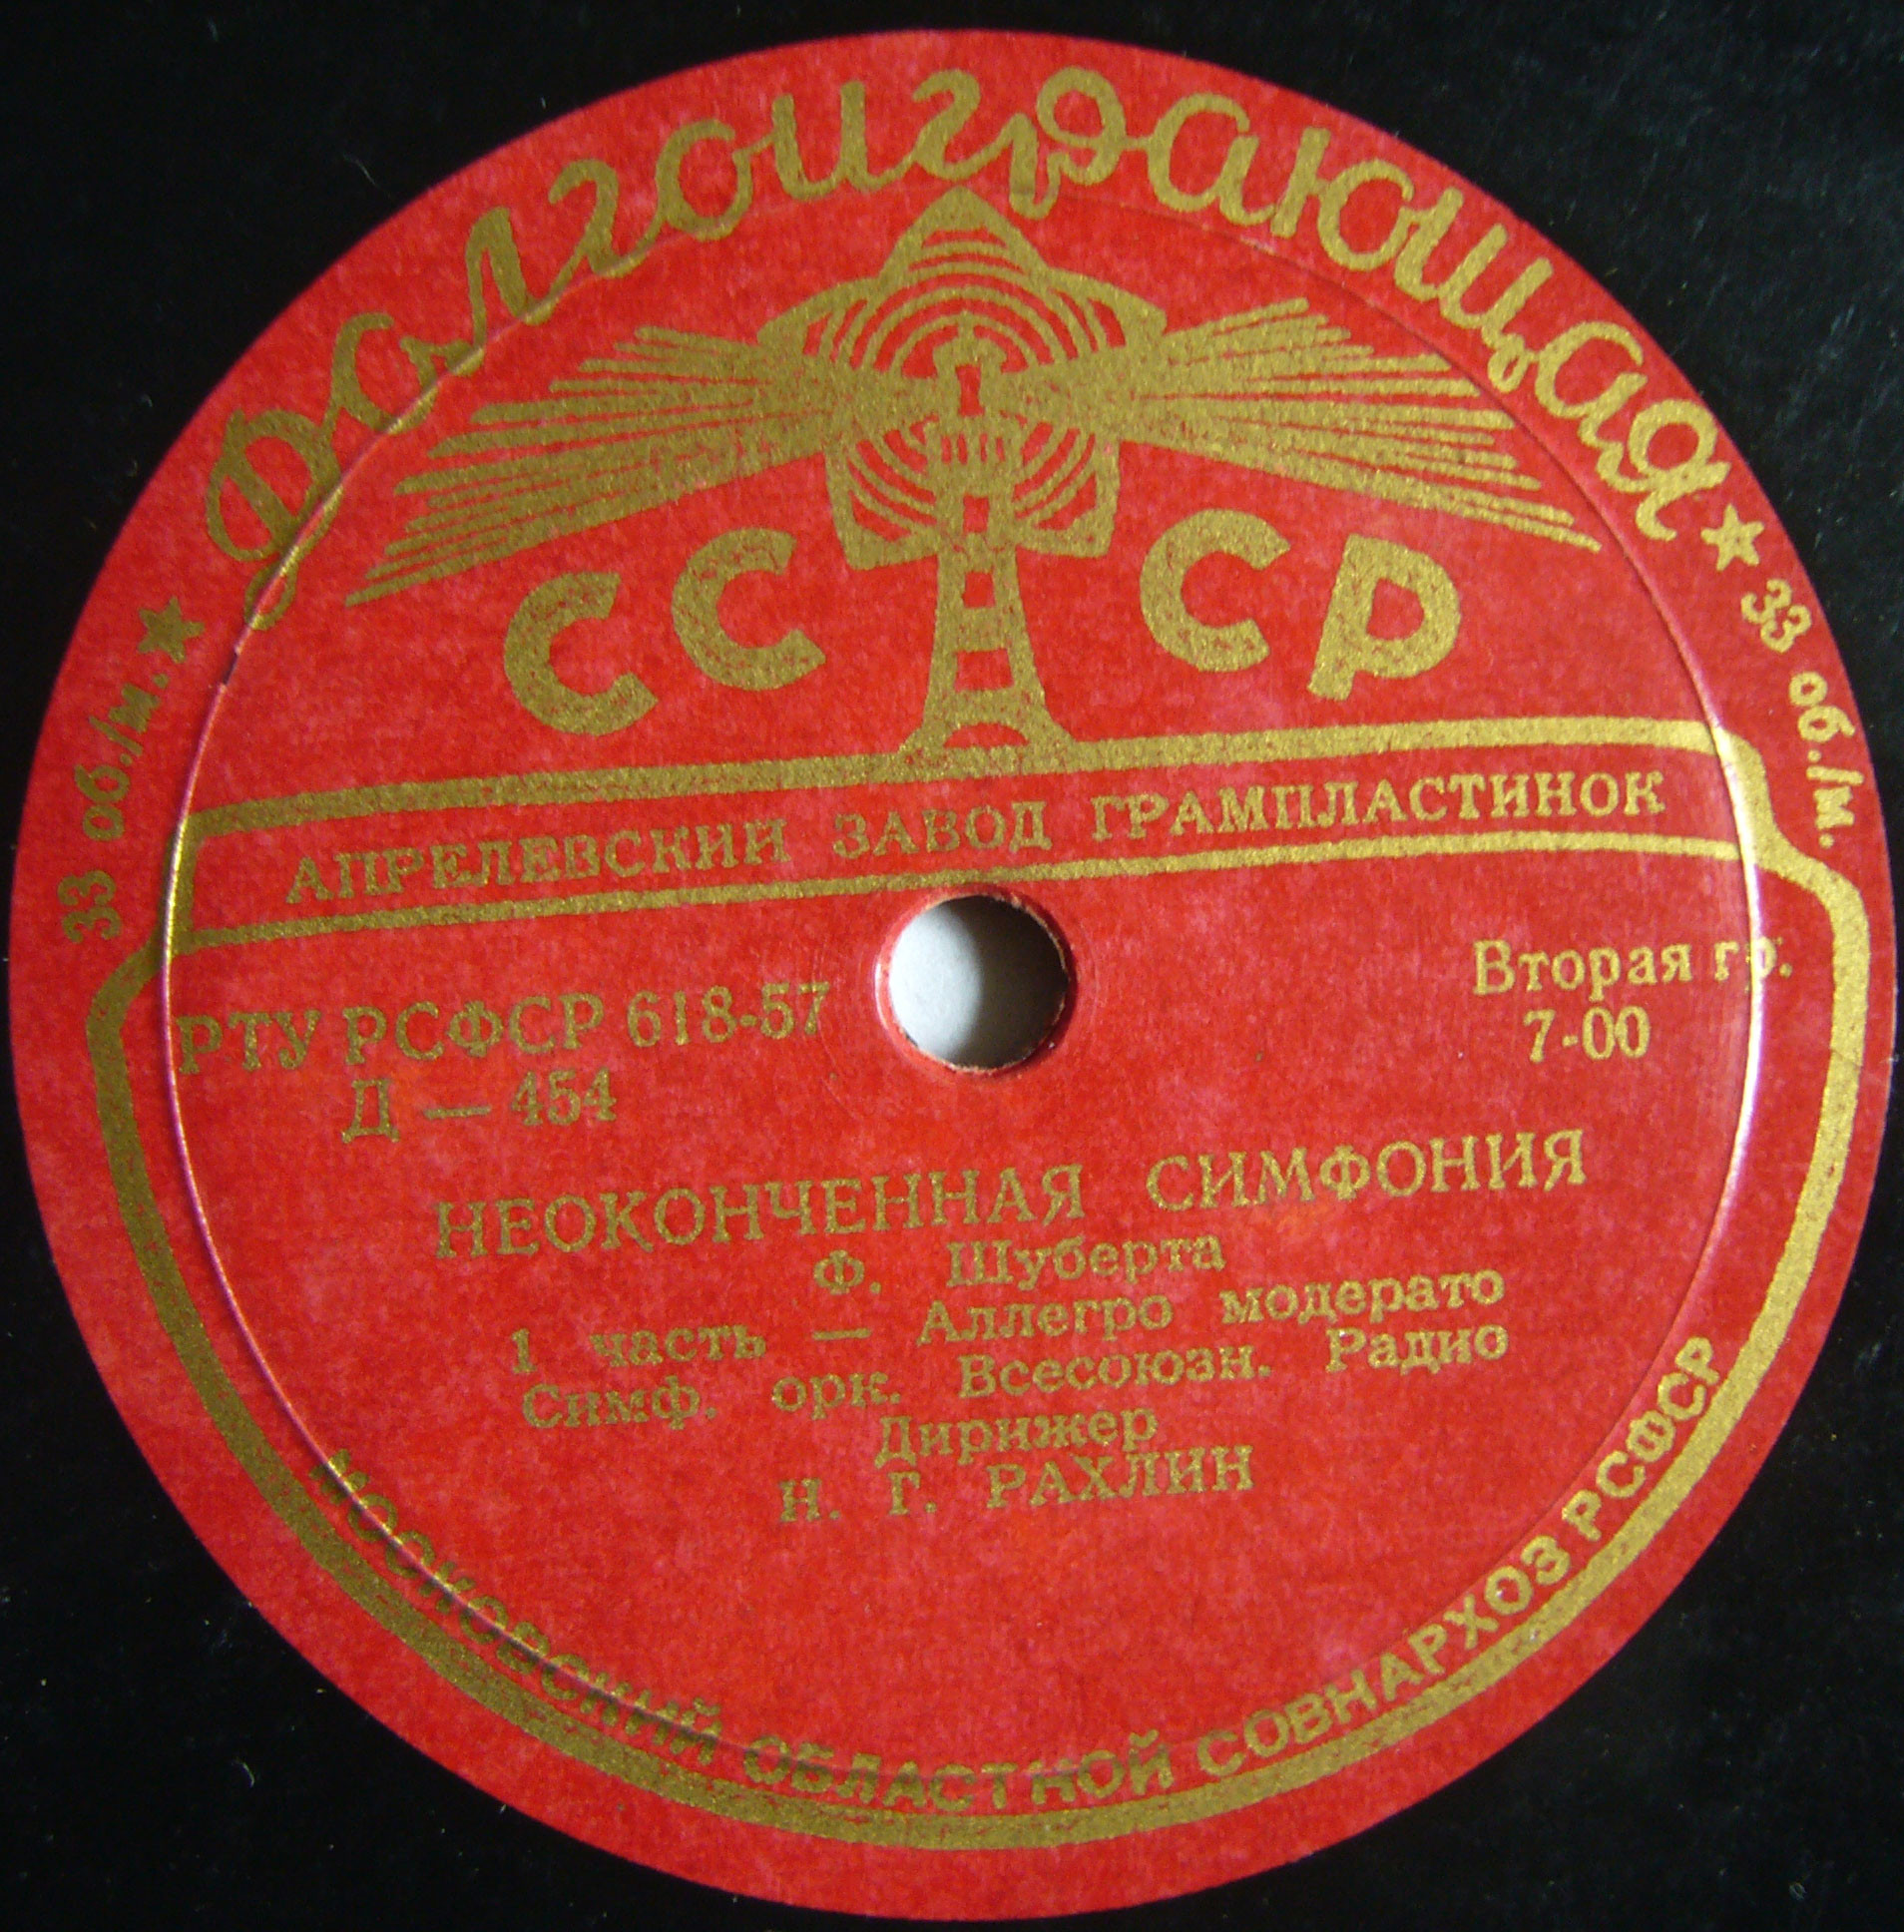 Долгоиграющая
33 об./м.
33 об./м.
СССР
АПРЕЛЕВСКИЙ ЗАВОД ГРАМПЛАСТИНОК
РТУ РСФСР 618-57
Вторая гр.
Д — 454
7-00
НЕОКОНЧЕННАЯ СИМФОНИЯ
Ф. Шуберта
1 часть — Аллегро модерато
Симф. орк. Всесоюзн. Радио
Дирижер
Н. Г. РАХЛИН
МОСКОВСКИЙ ОБЛАСТНОЙ СОВНАРХОЗ РСФСР